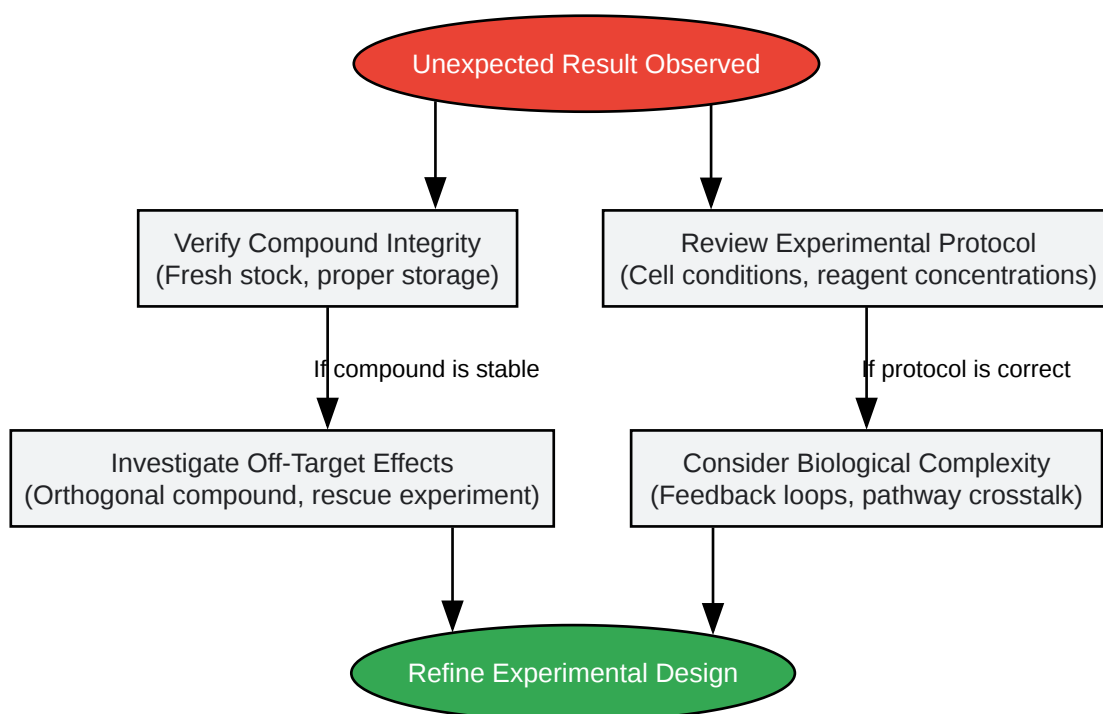 Unexpected Result Observed
Verify Compound Integrity
(Fresh stock, proper storage)
Review Experimental Protocol
(Cell conditions, reagent concentrations)
If compound is stable
If protocol is correct
Investigate Off-Target Effects
(Orthogonal compound, rescue experiment)
Consider Biological Complexity
(Feedback loops, pathway crosstalk)
Refine Experimental Design